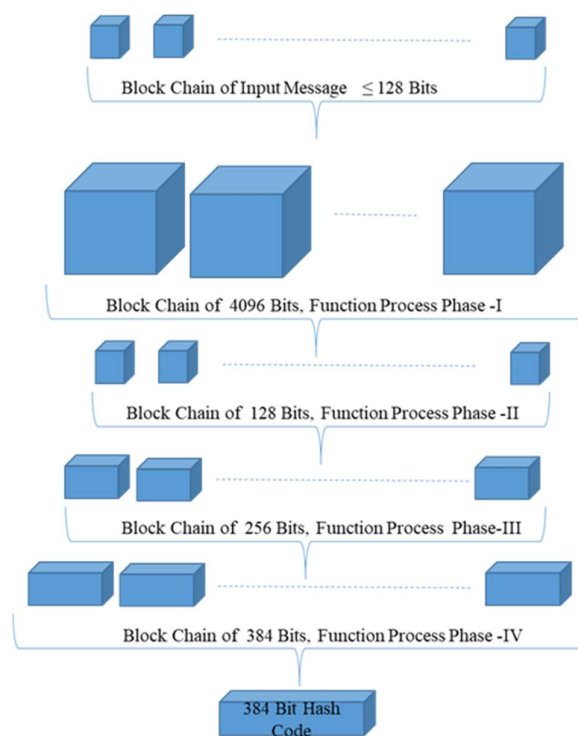 Block Chain of Input Message ≤ 128 Bits
Block Chain of 4096 Bits, Function Process Phase -I
Block Chain of 128 Bits, Function Process Phase -II
Block Chain of 256 Bits, Function Process Phase-III
Block Chain of 384 Bits, Function Process Phase -IV
384 Bit Hash
Code